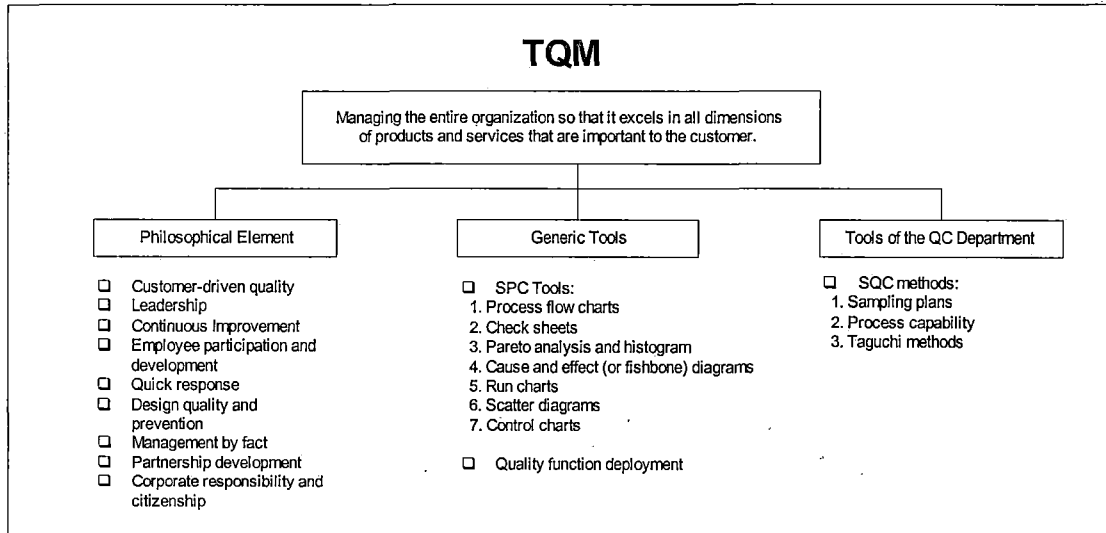 TQM
Managing the entire organization so that it excels in all dimensions
of products and services that are important to the customer.
Philosophical Element
❑ Customer-driven quality
❑ Leadership
❑ Continuous Improvement
❑ Employee participation and
development
❑ Quick response
❑ Design quality and
prevention
❑ Management by fact
❑ Partnership development
❑ Corporate responsibility and
citizenship
Generic Tools
❑ SPC Tools:
1. Process flow charts
2. Check sheets
3. Pareto analysis and histogram
4. Cause and effect (or fishbone) diagrams
5. Run charts
6. Scatter diagrams
7. Control charts
❑ Quality function deployment
Tools of the QC Department
❑ SQC methods:
1. Sampling plans
2. Process capability
3. Taguchi methods